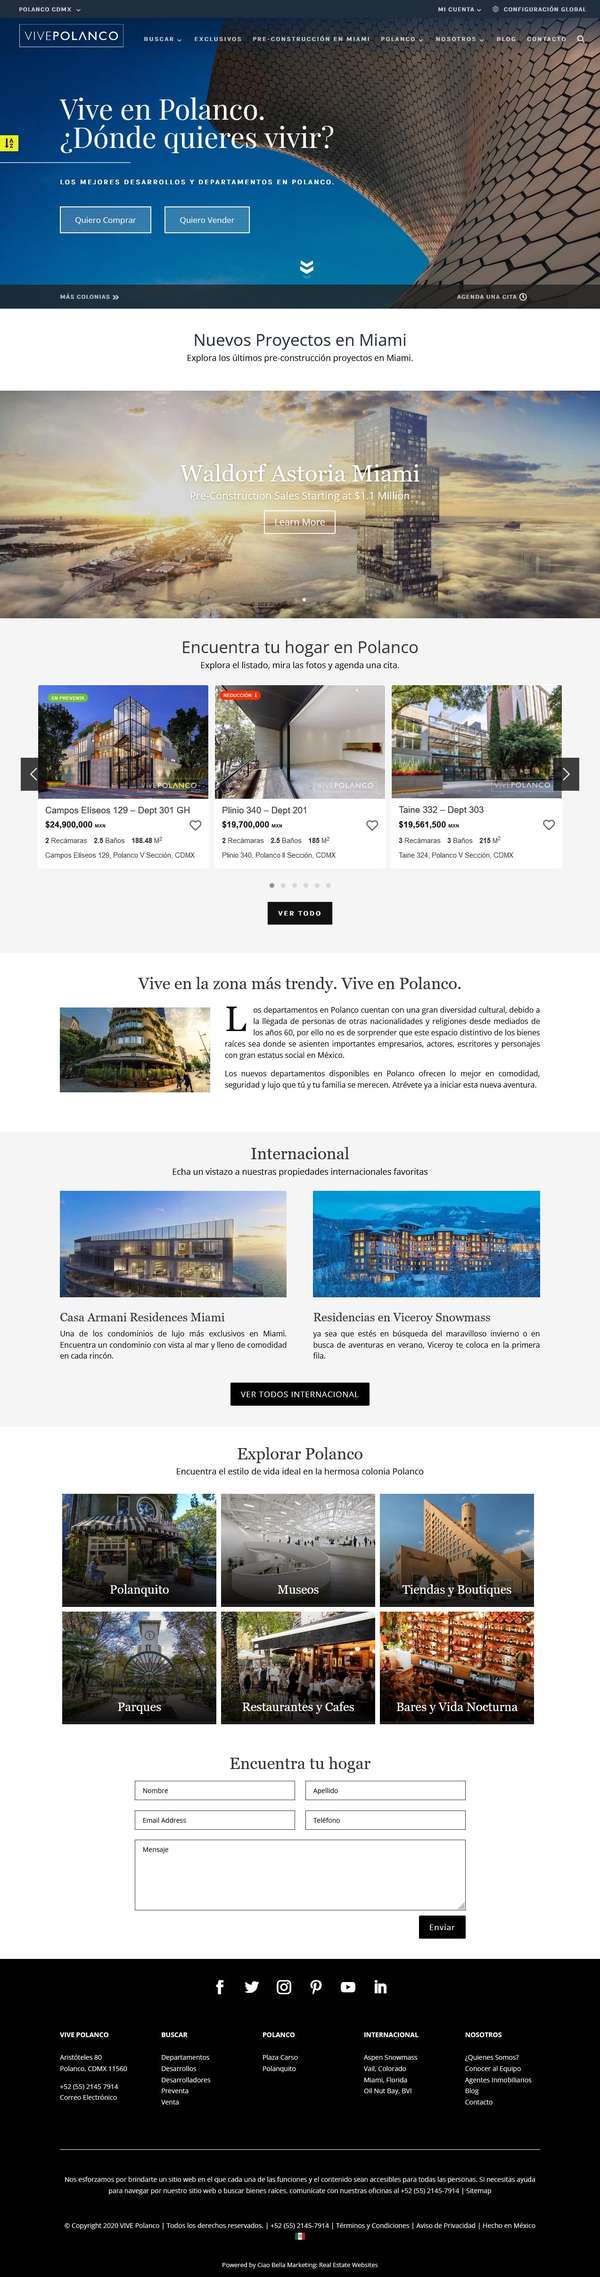 POLANCO CDMX
MI CUENTA
CONFIGURACIÓN GLOBAL
VIVEPOLANCO
BUSCAR
EXCLUSIVOS
PRE-CONSTRUCCIÓN EN MIAMI
POLANCO
NOSOTROS
BLOG
CONTACTO
Vive en Polanco.
¿Dónde quieres vivir?
LOS MEJORES DESARROLLOS Y DEPARTAMENTOS EN POLANCO.
Quiero Comprar
Quiero Vender
MÁS COLONIAS
AGENDA UNA CITA
Nuevos Proyectos en Miami
Explora los últimos pre-construcción proyectos en Miami.
Waldorf Astoria Miami
Pre-Construction Sales Starting at $1.1 Million
Learn More
Encuentra tu hogar en Polanco
Explora el listado, mira las fotos y agenda una cita.
EN PREVENTA
VIVEPOLANCO
Campos Elíseos 129 – Dept 301 GH
$24,900,000 MXN
2 Recámaras 2.5 Baños 188.48 M²
Campos Elíseos 129, Polanco V Sección, CDMX
REDUCCIÓN
VIVEPOLANCO
Plinio 340 – Dept 201
$19,700,000 MXN
2 Recámaras 2.5 Baños 185 M²
Plinio 340, Polanco II Sección, CDMX
VIVEPOLANCO
Taine 332 – Dept 303
$19,561,500 MXN
3 Recámaras 3 Baños 215 M²
Taine 324, Polanco V Sección, CDMX
VER TODO
Vive en la zona más trendy. Vive en Polanco.
Los departamentos en Polanco cuentan con una gran diversidad cultural, debido a
la llegada de personas de otras nacionalidades y religiones desde mediados de
los años 60, por ello no es de sorprender que este espacio distintivo de los bienes
raíces sea donde se asienten importantes empresarios, actores, escritores y personajes
con gran estatus social en México.
Los nuevos departamentos disponibles en Polanco ofrecen lo mejor en comodidad,
seguridad y lujo que tú y tu familia se merecen. Atrévete ya a iniciar esta nueva aventura.
Internacional
Echa un vistazo a nuestras propiedades internacionales favoritas
Casa Armani Residences Miami
Una de los condominios de lujo más exclusivos en Miami.
Encuentra un condominio con vista al mar y lleno de comodidad
en cada rincón.
Residencias en Viceroy Snowmass
ya sea que estés en búsqueda del maravilloso invierno o en
busca de aventuras en verano, Viceroy te coloca en la primera
fila.
VER TODOS INTERNACIONAL
Explorar Polanco
Encuentra el estilo de vida ideal en la hermosa colonia Polanco
Polanquito
Museos
Tiendas y Boutiques
Parques
Restaurantes y Cafes
Bares y Vida Nocturna
Encuentra tu hogar
Nombre
Apellido
Email Address
Teléfono
Mensaje
Enviar
VIVE POLANCO
Aristóteles 80
Polanco, CDMX 11560
+52 (55) 2145 7914
Correo Electrónico
BUSCAR
Departamentos
Desarrollos
Desarrolladores
Preventa
Venta
POLANCO
Plaza Carso
Polanquito
INTERNACIONAL
Aspen Snowmass
Vail, Colorado
Miami, Florida
Oil Nut Bay, BVI
NOSOTROS
¿Quienes Somos?
Conocer al Equipo
Agentes Inmobiliarios
Blog
Contacto
Nos esforzamos por brindarte un sitio web en el que cada una de las funciones y el contenido sean accesibles para todas las personas. Si necesitas ayuda
para navegar por nuestro sitio web o buscar bienes raíces, comunícate con nuestras oficinas al +52 (55) 2145-7914 | Sitemap
© Copyright 2020 VIVE Polanco | Todos los derechos reservados. | +52 (55) 2145-7914 | Términos y Condiciones | Aviso de Privacidad | Hecho en México
Powered by Ciao Bella Marketing: Real Estate Websites